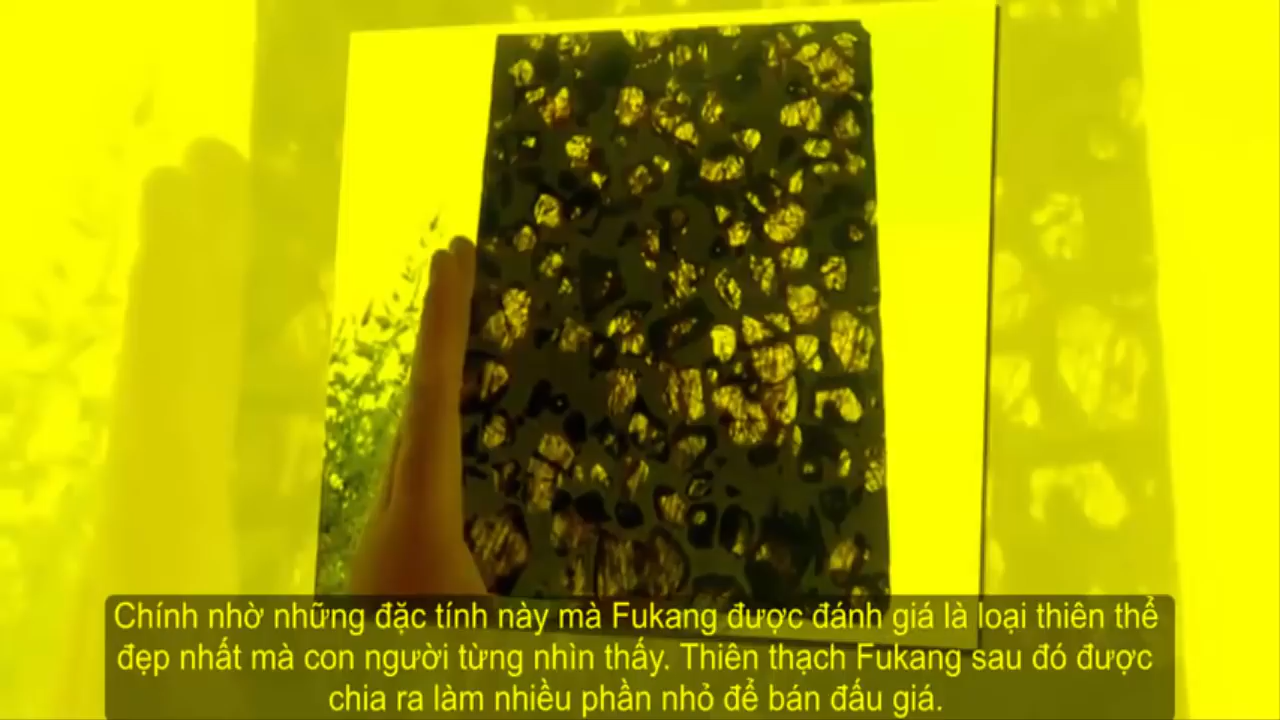 Chính nhờ những đặc tính này mà Fukang được đánh giá là loại thiên thể
đẹp nhất mà con người từng nhìn thấy. Thiên thạch Fukang sau đó được
chia ra làm nhiều phần nhỏ để bán đấu giá.